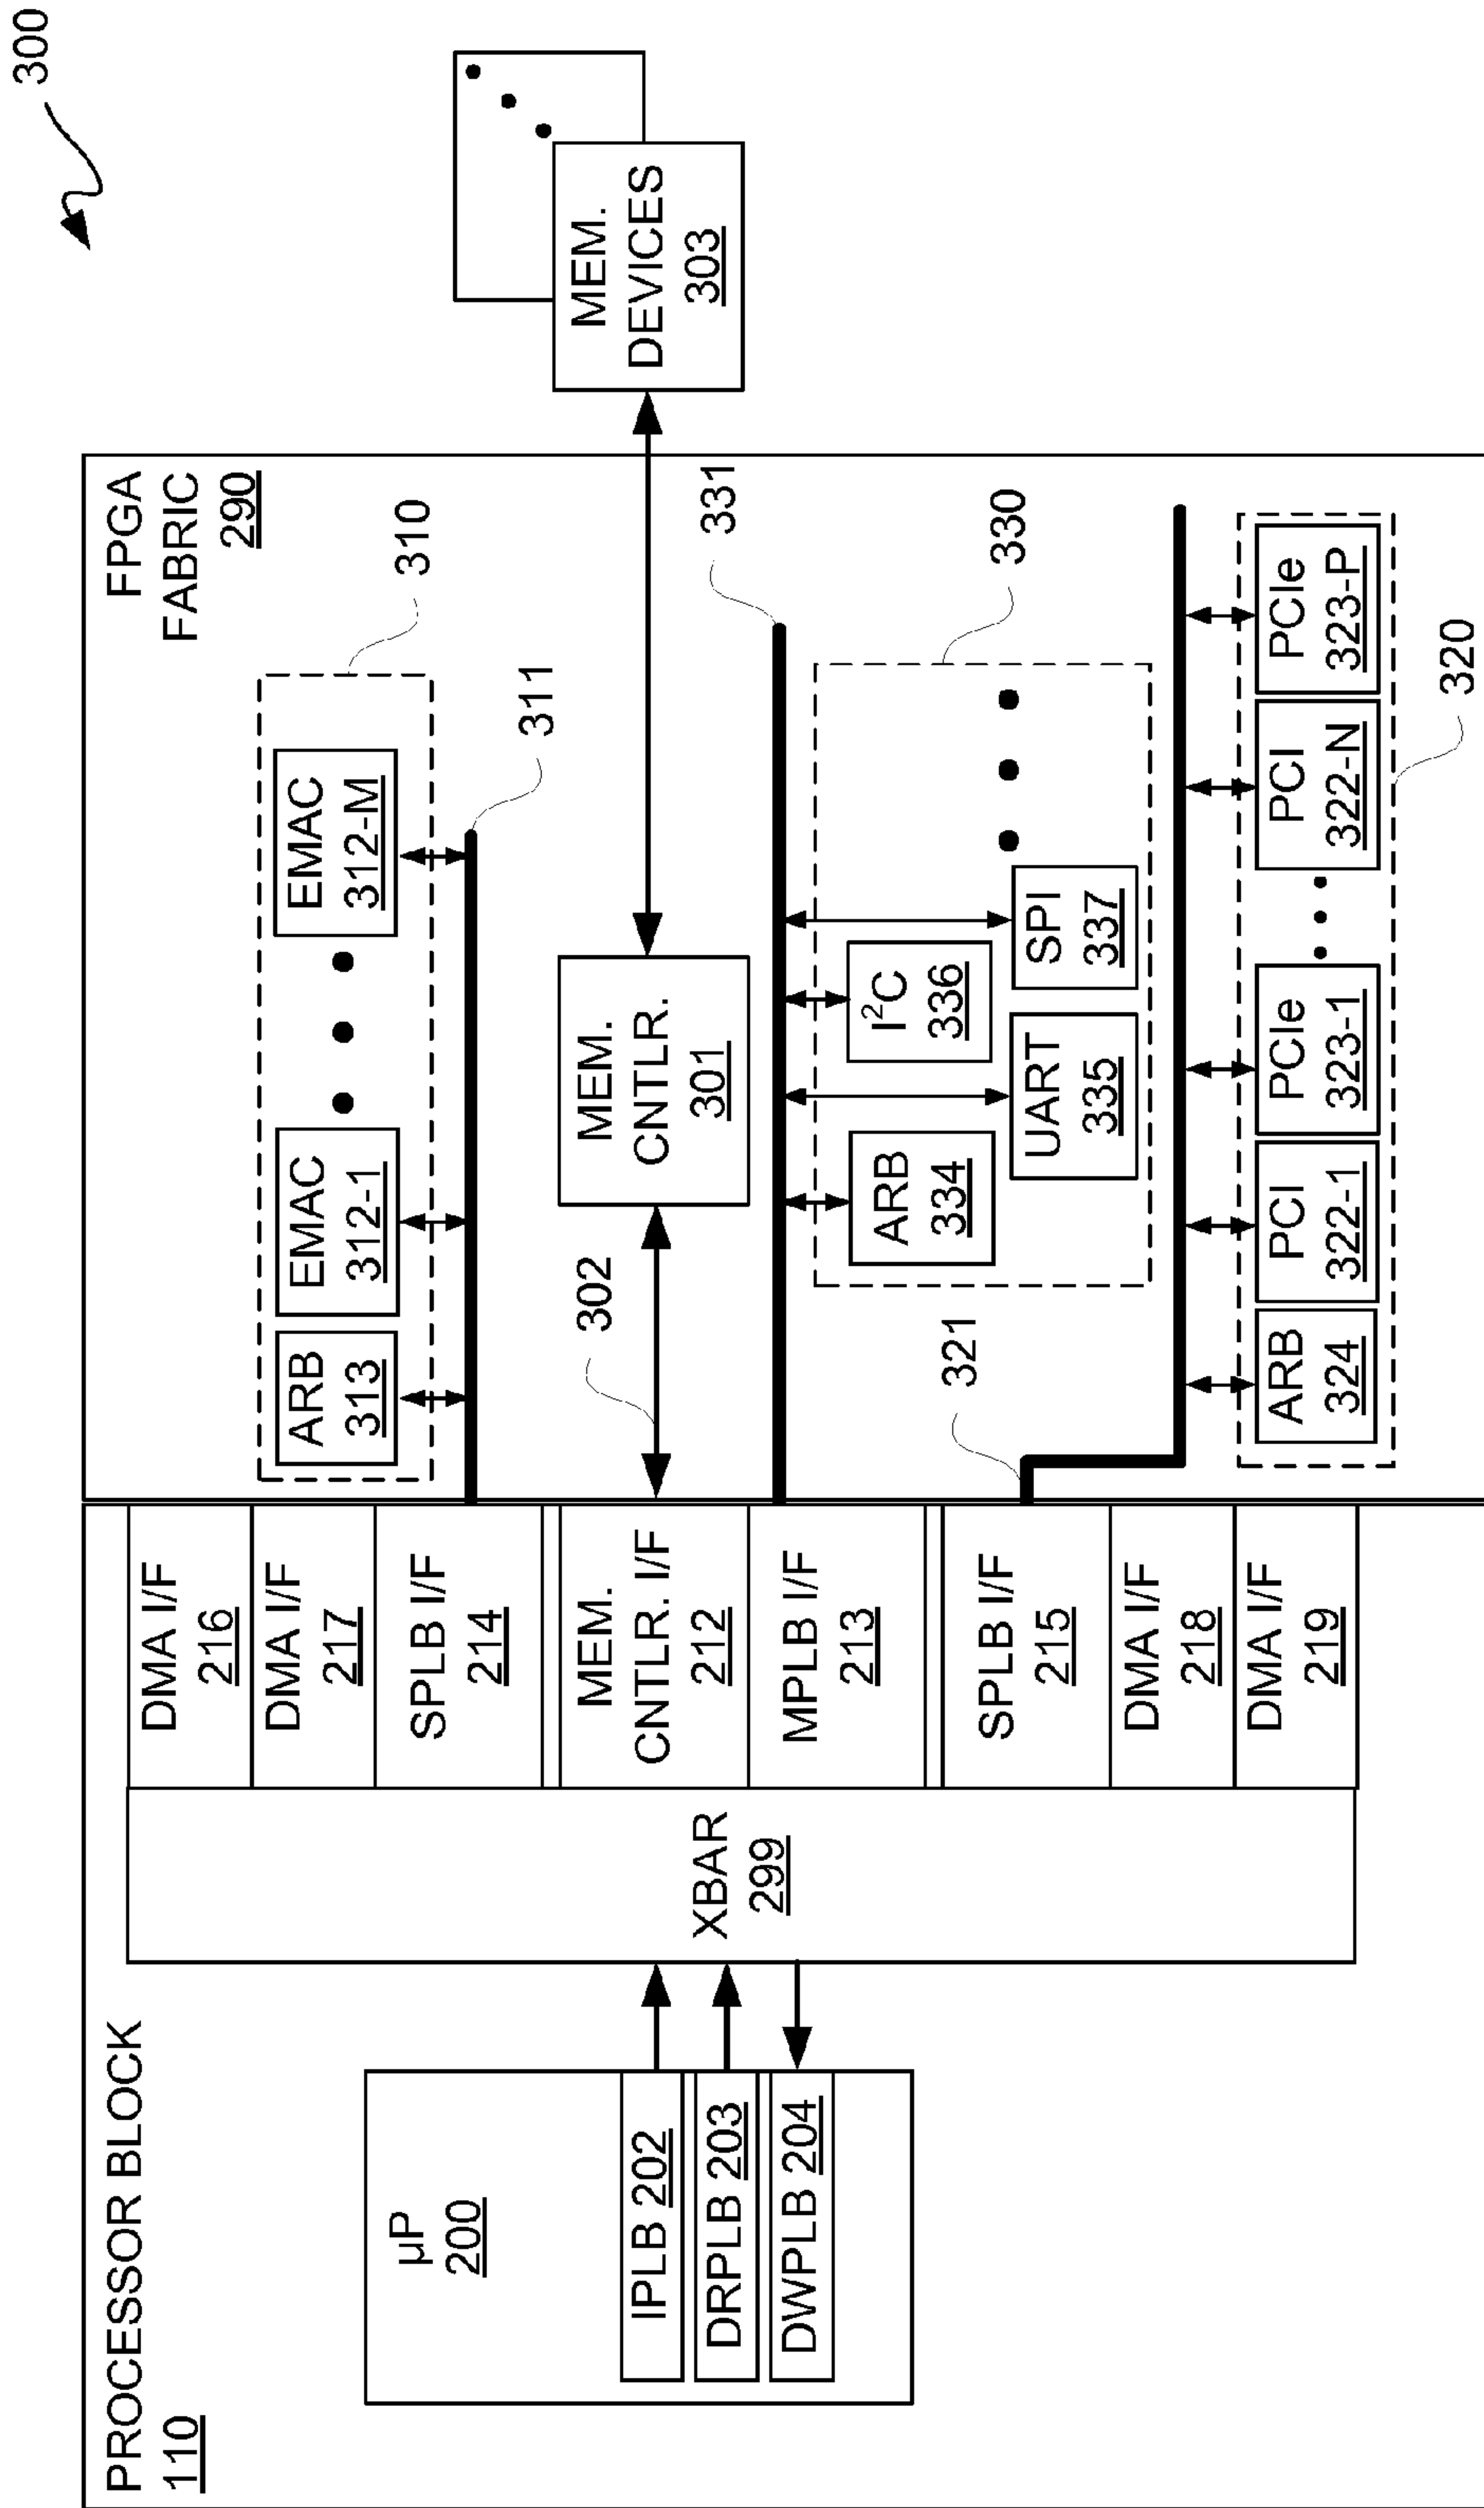 300
PROCESSOR BLOCK
110
µP
200
IPLB 202
DRPLB 203
DWPLB 204
XBAR
299
DMA I/F
216
DMA I/F
217
SPLB I/F
214
MEM.
CNTLR. I/F
212
MPLB I/F
213
SPLB I/F
215
DMA I/F
218
DMA I/F
219
FPGA
FABRIC
290
310
ARB
313
EMAC
312-1
EMAC
312-M
311
302
MEM.
CNTLR.
301
MEM.
DEVICES
303
331
330
ARB
334
UART
335
I²C
336
SPI
337
321
ARB
324
PCI
322-1
PCIe
323-1
PCI
322-N
PCIe
323-P
320